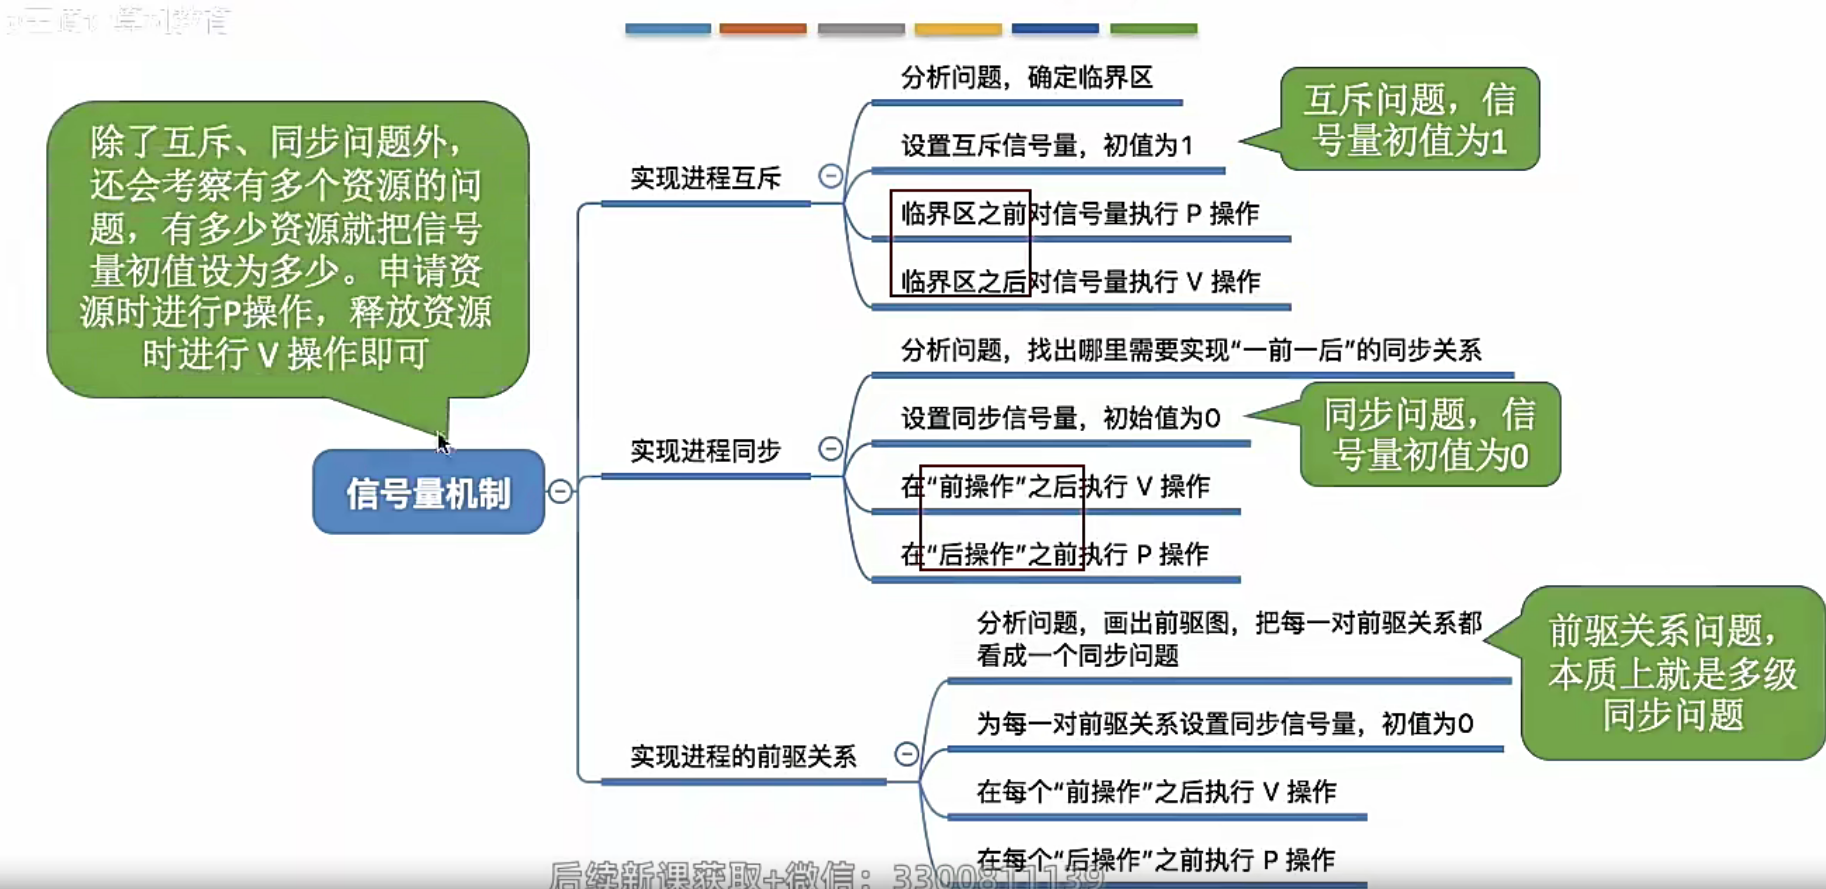 除了互斥、同步问题外，
还会考察有多个资源的问
题，有多少资源就把信号
量初值设为多少。申请资
源时进行P操作，释放资源
时进行 V 操作即可
信号量机制
实现进程互斥
分析问题，确定临界区
设置互斥信号量，初值为1
互斥问题，信
号量初值为1
临界区之前对信号量执行 P 操作
临界区之后对信号量执行 V 操作
实现进程同步
分析问题，找出哪里需要实现“一前一后”的同步关系
设置同步信号量，初始值为0
同步问题，信
号量初值为0
在“前操作”之后执行 V 操作
在“后操作”之前执行 P 操作
实现进程的前驱关系
分析问题，画出前驱图，把每一对前驱关系都
看成一个同步问题
前驱关系问题，
本质上就是多级
同步问题
为每一对前驱关系设置同步信号量，初值为0
在每个“前操作”之后执行 V 操作
在每个“后操作”之前执行 P 操作
后续新课获取+微信：3300811139